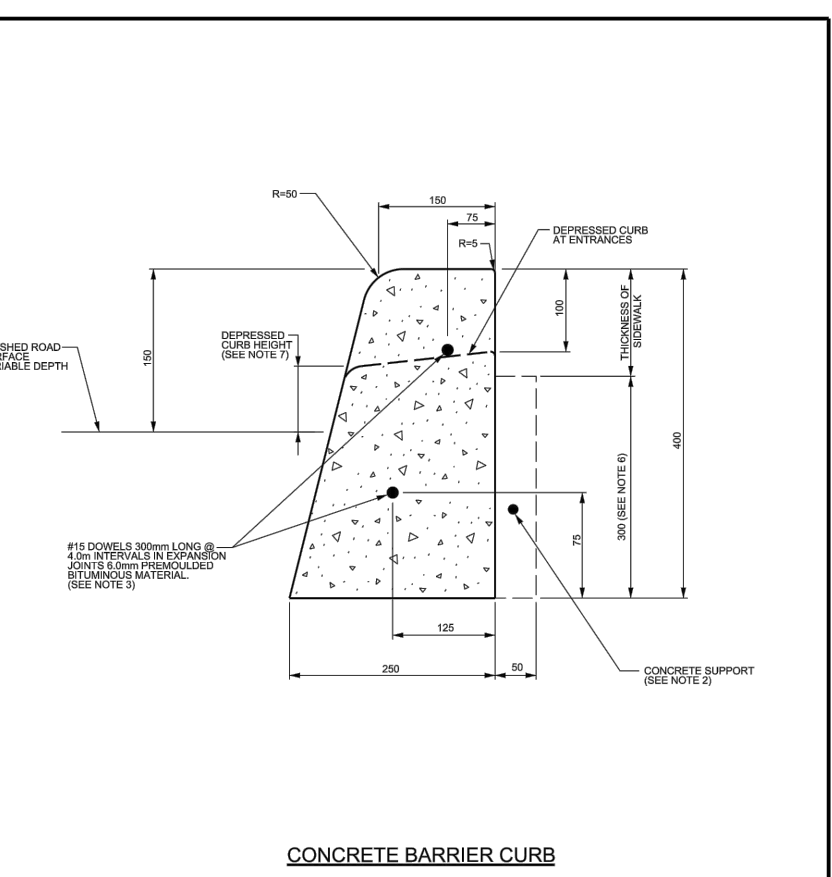 R=50
150
75
R=5
DEPRESSED CURB
AT ENTRANCES
100
THICKNESS OF
SIDEWALK
DEPRESSED
CURB HEIGHT
(SEE NOTE 7)
150
SHED ROAD
RFACE
RIABLE DEPTH
400
300 (SEE NOTE 6)
75
#15 DOWELS 300mm LONG @
4.0m INTERVALS IN EXPANSION
JOINTS 6.0mm PREMOULDED
BITUMINOUS MATERIAL.
(SEE NOTE 3)
125
250
50
CONCRETE SUPPORT
(SEE NOTE 2)
CONCRETE BARRIER CURB